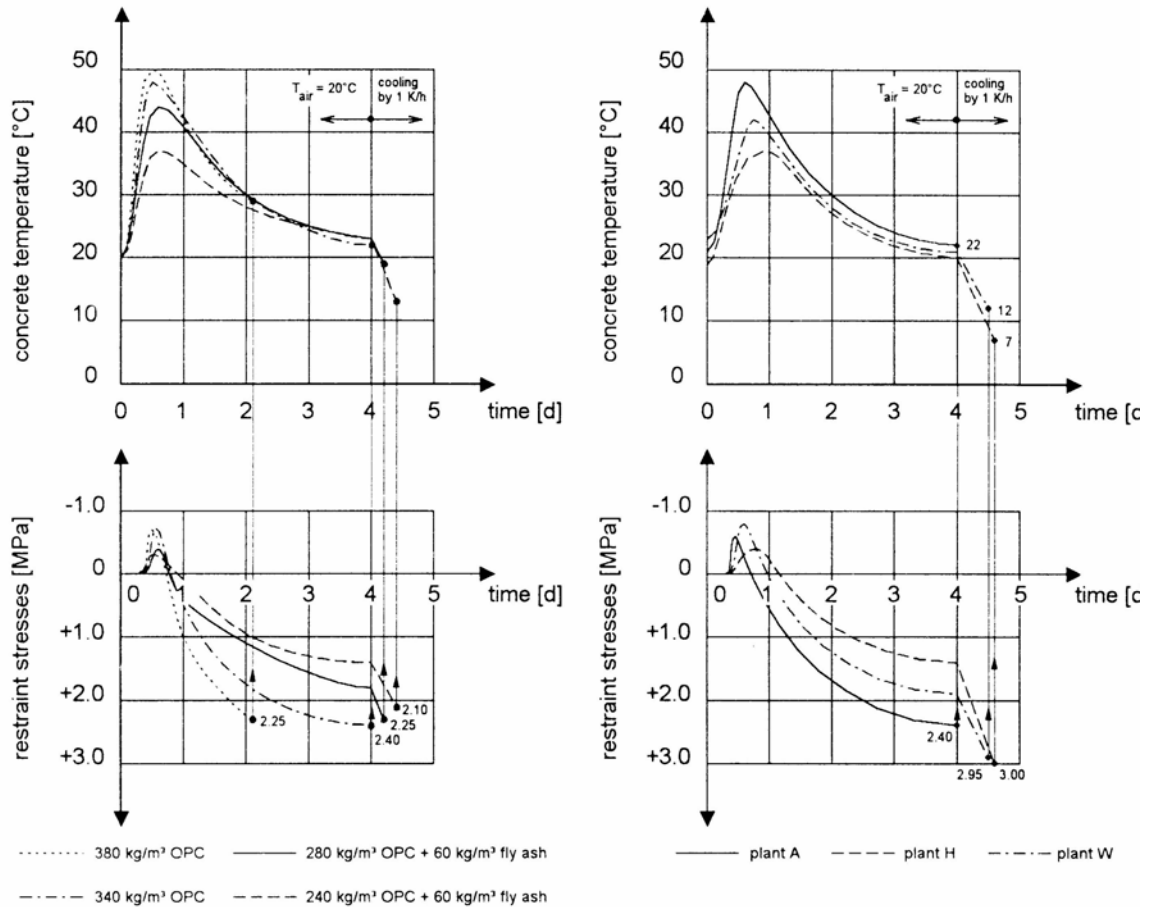 50
40
30
20
10
0
concrete temperature [°C]
T air = 20°C
cooling by 1 K/h
0 1 2 3 4 5 time [d]
-1.0
0
+1.0
+2.0
+3.0
restraint stresses [MPa]
0 1 2 3 4 5 time [d]
2.25
2.40
2.25
2.10
50
40
30
20
10
0
concrete temperature [°C]
T air = 20°C
cooling by 1 K/h
22
12
7
0 1 2 3 4 5 time [d
-1.0
0
+1.0
+2.0
+3.0
restraint stresses [MPa]
0 1 2 3 4 5 time [d
2.40
2.95
3.00
380 kg/m³ OPC
280 kg/m³ OPC + 60 kg/m³ fly ash
340 kg/m³ OPC
240 kg/m³ OPC + 60 kg/m³ fly ash
plant A
plant H
plant W